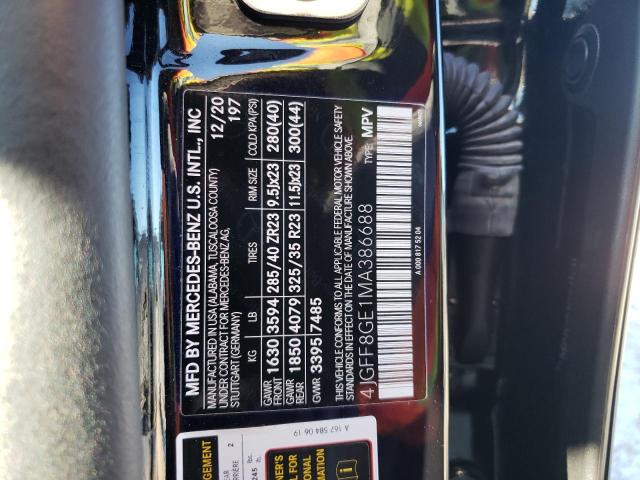 MFD BY MERCEDES-BENZ U.S. INTL., INC
MANUFACTURED IN USA (ALABAMA, TUSCALOOSA COUNTY) 12/20
UNDER CONTRACT FOR MERCEDES-BENZ AG, 197
STUTTGART (GERMANY)
KG LB TIRES RIM SIZE COLD KPA (PSI)
GAWR FRONT 1630 3594 285/40 ZR23 9.5Jx23 280(40)
GAWR REAR 1850 4079 325/35 R23 11.5Jx23 300(44)
GVWR 3395 7485
THIS VEHICLE CONFORMS TO ALL APPLICABLE FEDERAL MOTOR VEHICLE SAFETY
STANDARDS IN EFFECT ON THE DATE OF MANUFACTURE SHOWN ABOVE.
4JGFF8GE1MA386688 TYPE: MPV
A 000 817 52 04
A 167 584 06 19
2
245